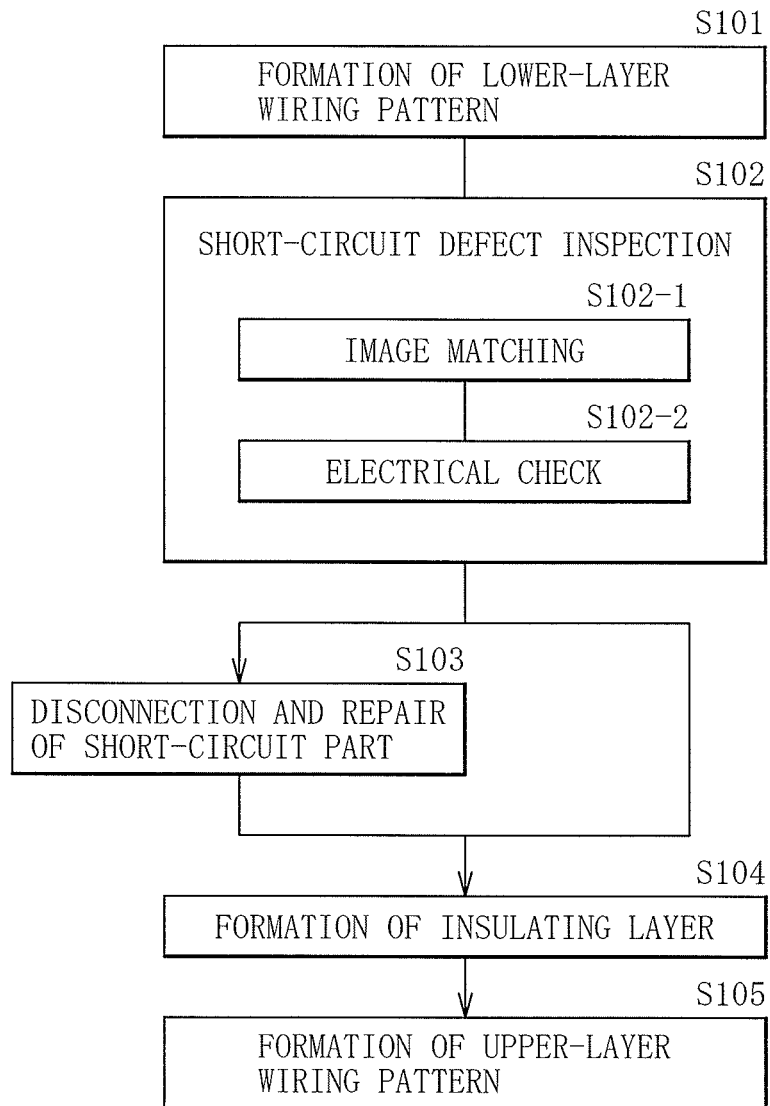 S101
FORMATION OF LOWER-LAYER
WIRING PATTERN
S102
SHORT-CIRCUIT DEFECT INSPECTION
S102-1
IMAGE MATCHING
S102-2
ELECTRICAL CHECK
S103
DISCONNECTION AND REPAIR
OF SHORT-CIRCUIT PART
S104
FORMATION OF INSULATING LAYER
S105
FORMATION OF UPPER-LAYER
WIRING PATTERN